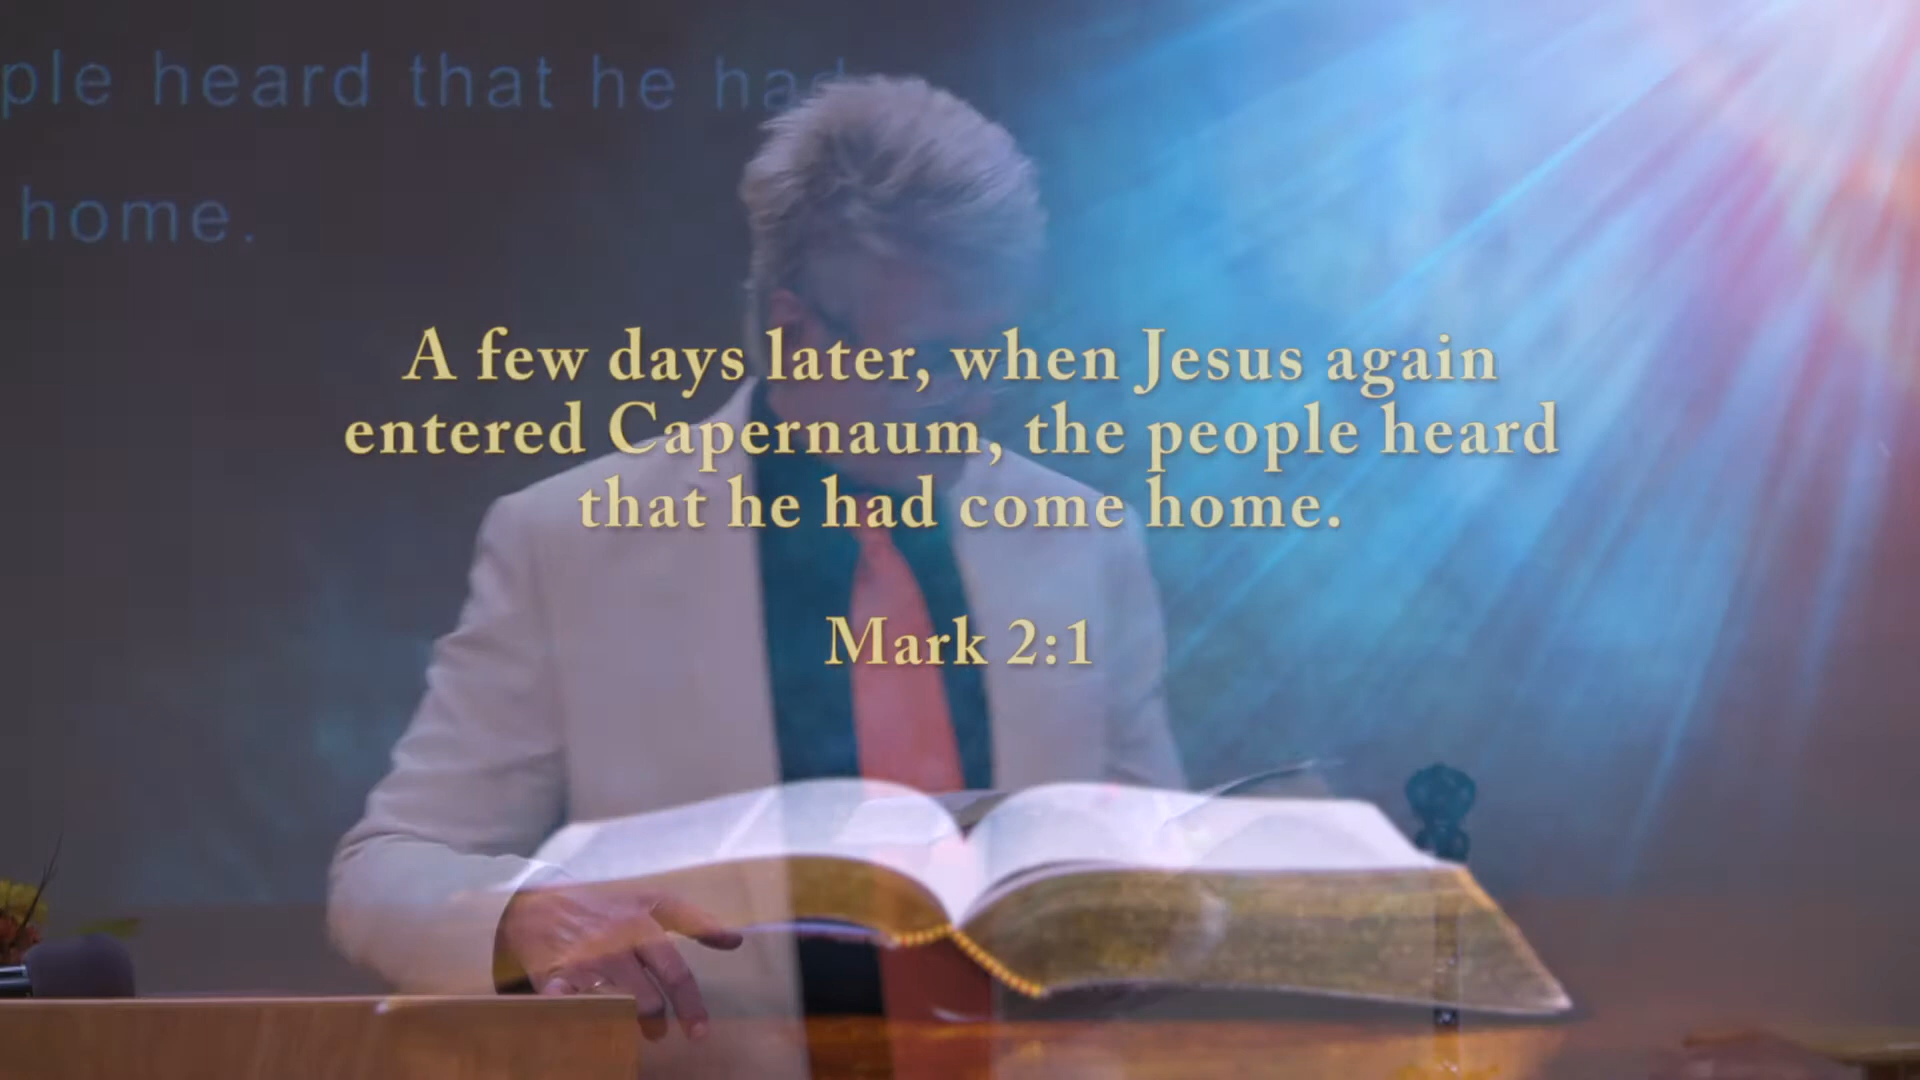 ple heard that he had
home.
A few days later, when Jesus again
entered Capernaum, the people heard
that he had come home.
Mark 2:1